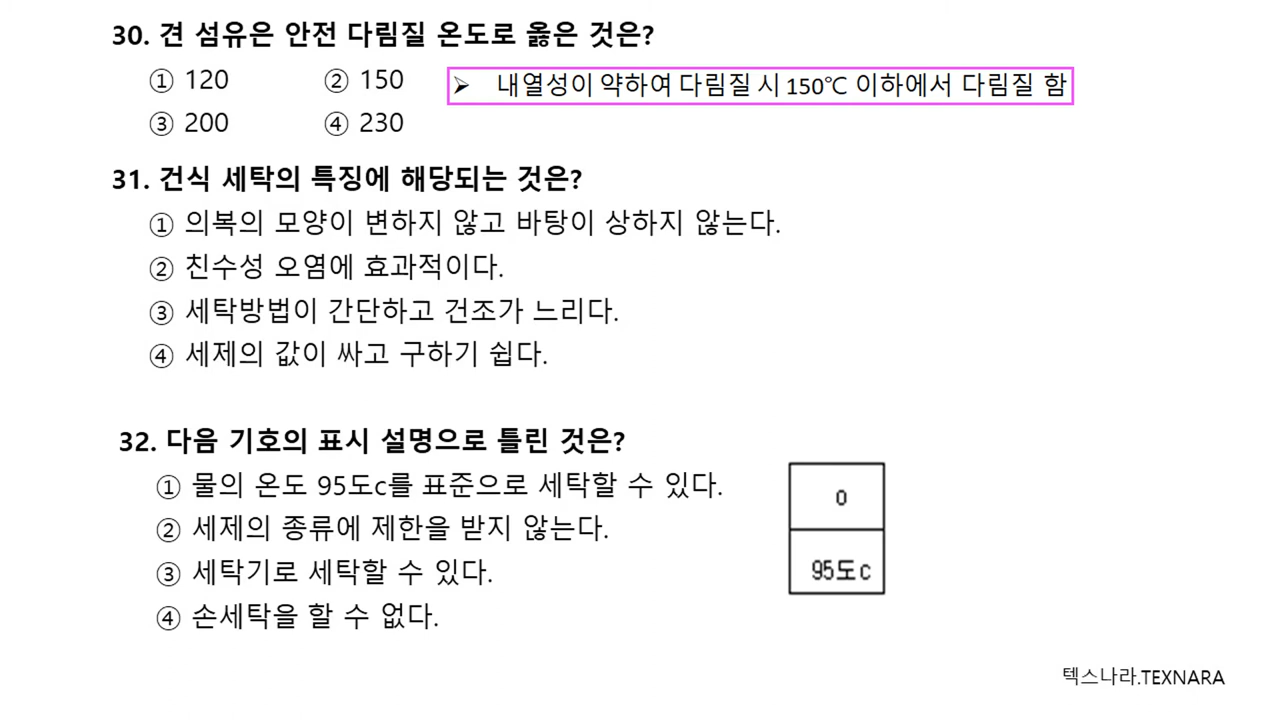 30. 견 섬유은 안전 다림질 온도로 옳은 것은?
① 120 ② 150 ➢ 내열성이 약하여 다림질 시 150℃ 이하에서 다림질 함
③ 200 ④ 230
31. 건식 세탁의 특징에 해당되는 것은?
① 의복의 모양이 변하지 않고 바탕이 상하지 않는다.
② 친수성 오염에 효과적이다.
③ 세탁방법이 간단하고 건조가 느리다.
④ 세제의 값이 싸고 구하기 쉽다.
32. 다음 기호의 표시 설명으로 틀린 것은?
① 물의 온도 95도c를 표준으로 세탁할 수 있다.
② 세제의 종류에 제한을 받지 않는다.
③ 세탁기로 세탁할 수 있다.
④ 손세탁을 할 수 없다.
0
95도c
텍스나라.TEXNARA